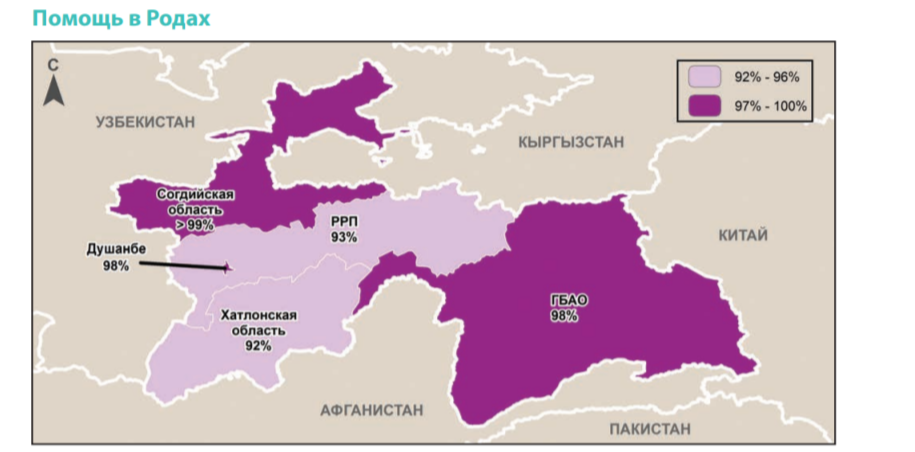 Помощь в Родах
С
92% - 96%
97% - 100%
УЗБЕКИСТАН
КЫРГЫЗСТАН
Согдийская
область
> 99%
РРП
93%
КИТАЙ
Душанбе
98%
ГБАО
98%
Хатлонская
область
92%
АФГАНИСТАН
ПАКИСТАН